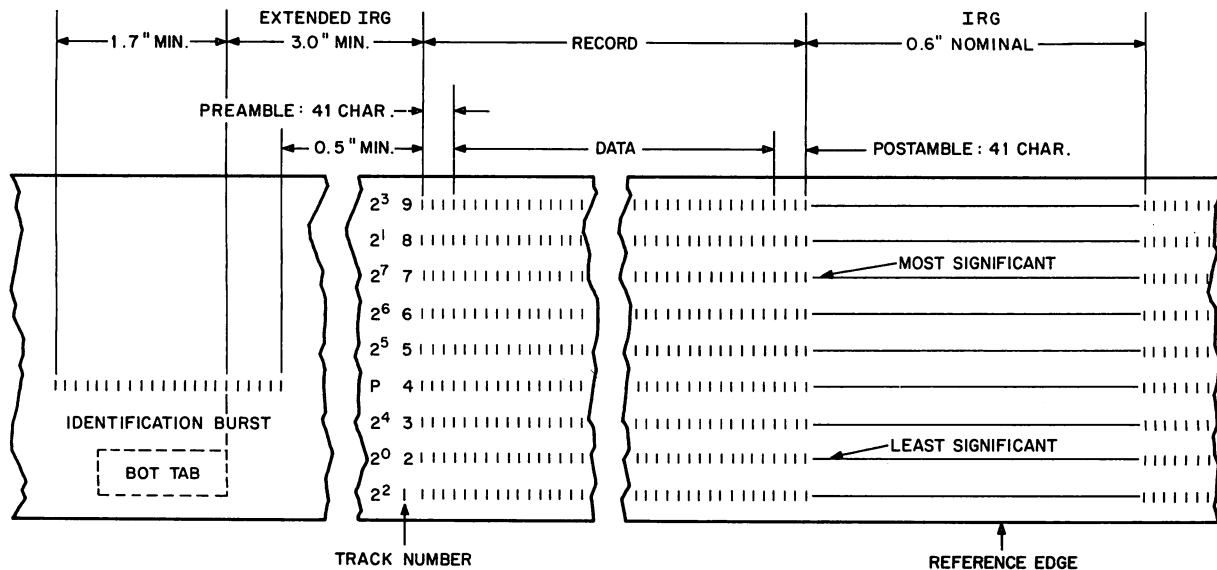 EXTENDED IRG
IRG
1.7" MIN.
3.0" MIN.
RECORD
0.6" NOMINAL
PREAMBLE: 41 CHAR.
0.5" MIN.
DATA
POSTAMBLE: 41 CHAR.
2³ 9
2¹ 8
2⁷ 7
MOST SIGNIFICANT
2⁶ 6
2⁵ 5
P 4
IDENTIFICATION BURST
2⁴ 3
BOT TAB
2⁰ 2
LEAST SIGNIFICANT
2² 1
TRACK NUMBER
REFERENCE EDGE